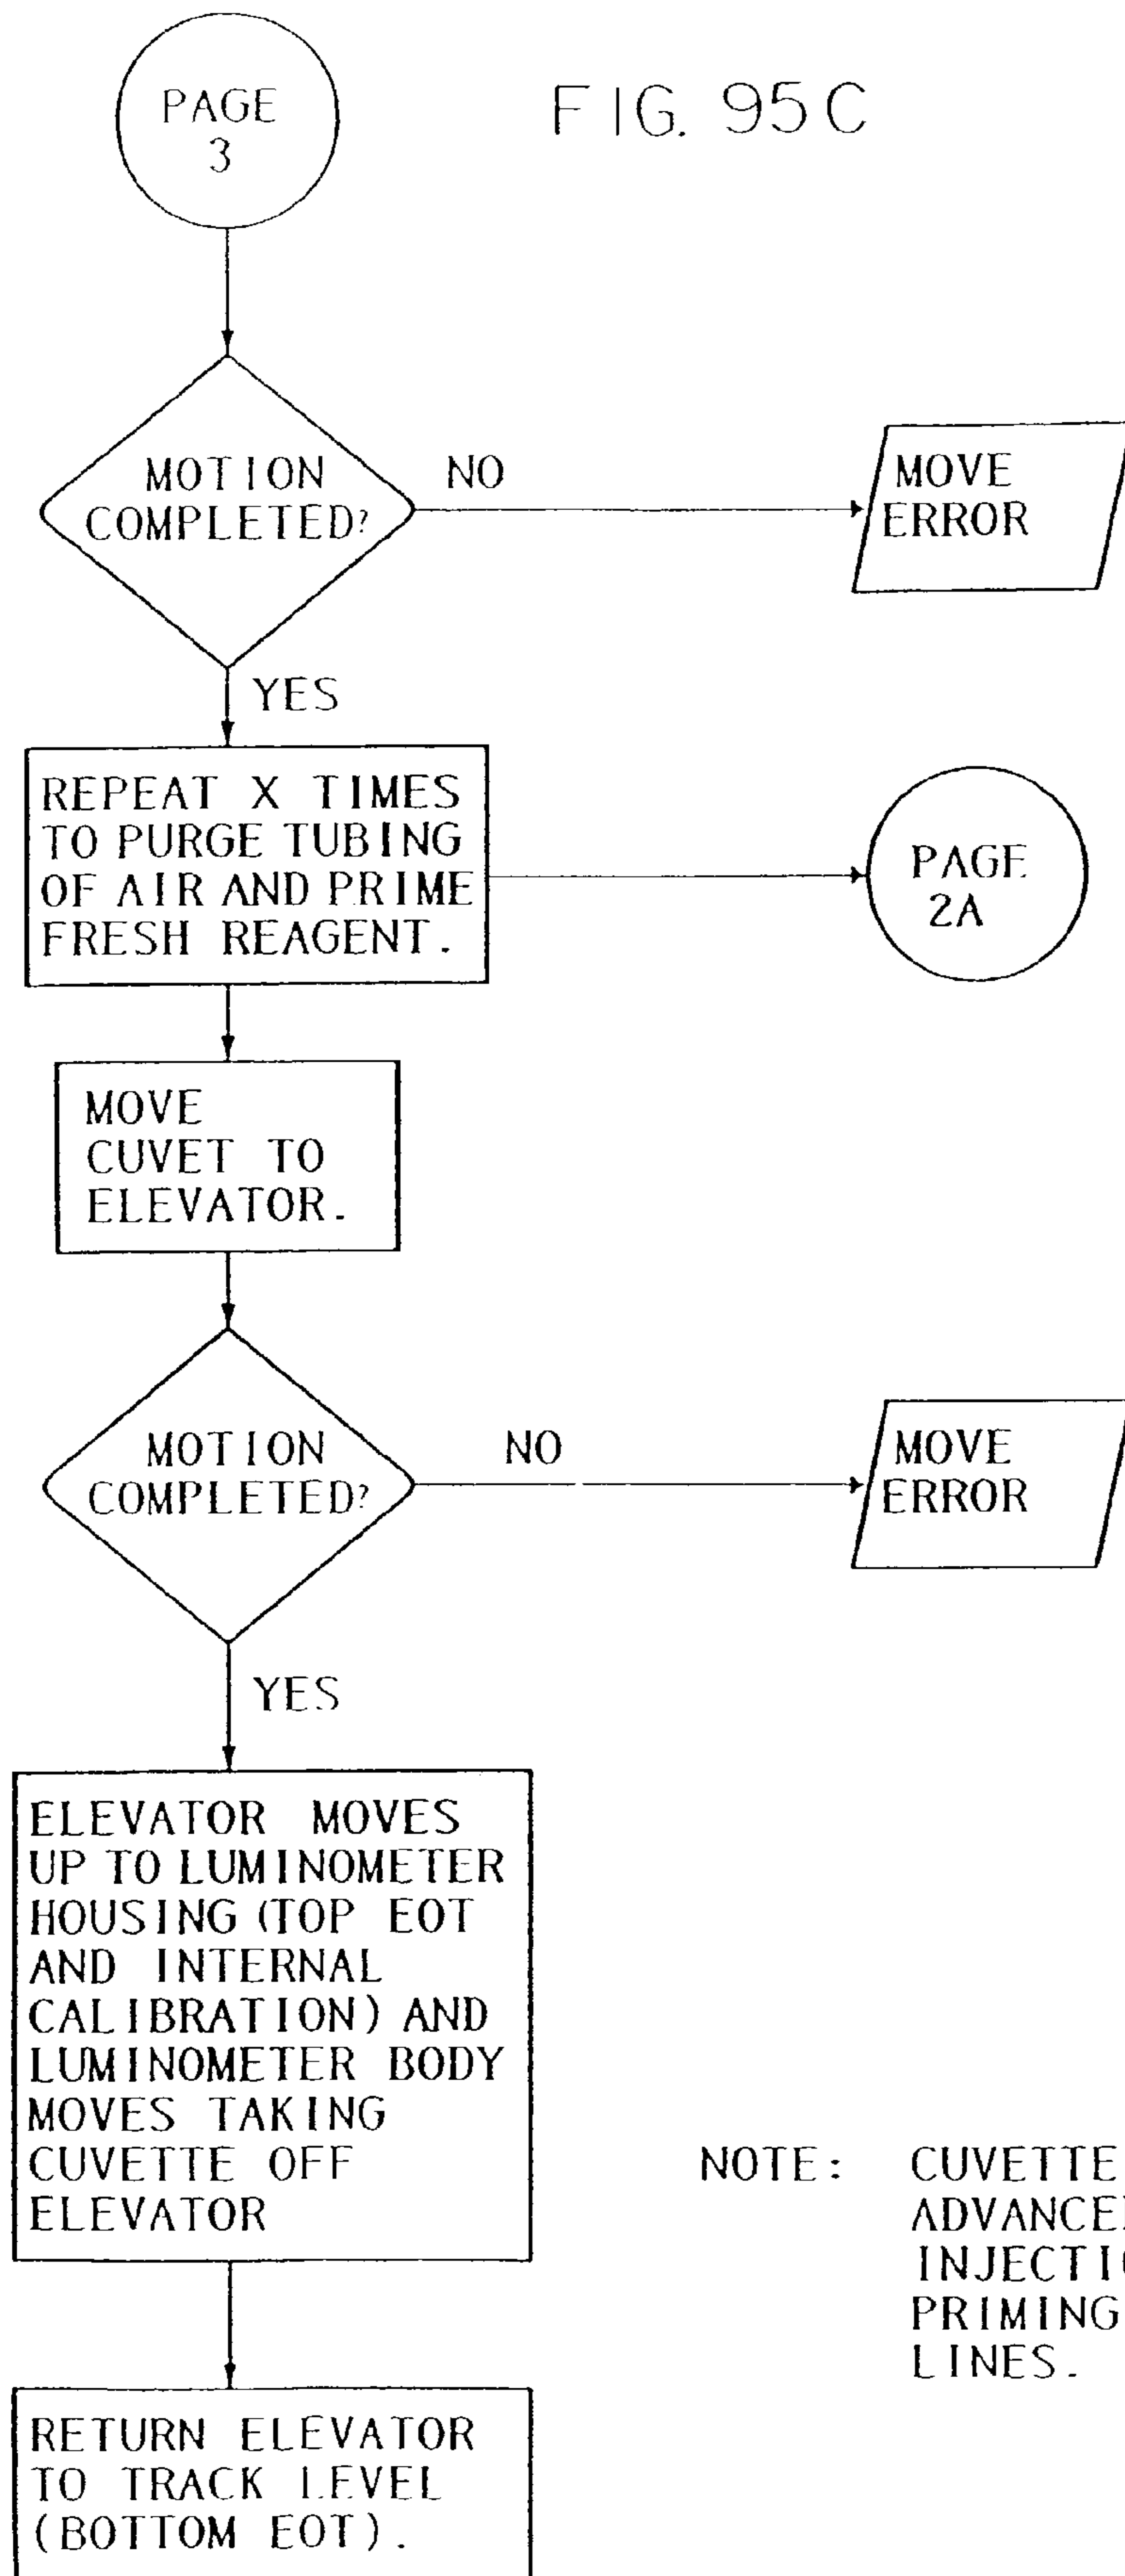 FIG. 95C
PAGE
3
MOTION
COMPLETED?
NO
MOVE
ERROR
YES
REPEAT X TIMES
TO PURGE TUBING
OF AIR AND PRIME
FRESH REAGENT.
PAGE
2A
MOVE
CUVET TO
ELEVATOR.
MOTION
COMPLETED?
NO
MOVE
ERROR
YES
ELEVATOR MOVES
UP TO LUMINOMETER
HOUSING (TOP EOT
AND INTERNAL
CALIBRATION) AND
LUMINOMETER BODY
MOVES TAKING
CUVETTE OFF
ELEVATOR
NOTE: CUVETTE
PRIMING
LINES.
RETURN ELEVATOR
TO TRACK LEVEL
(BOTTOM EOT).